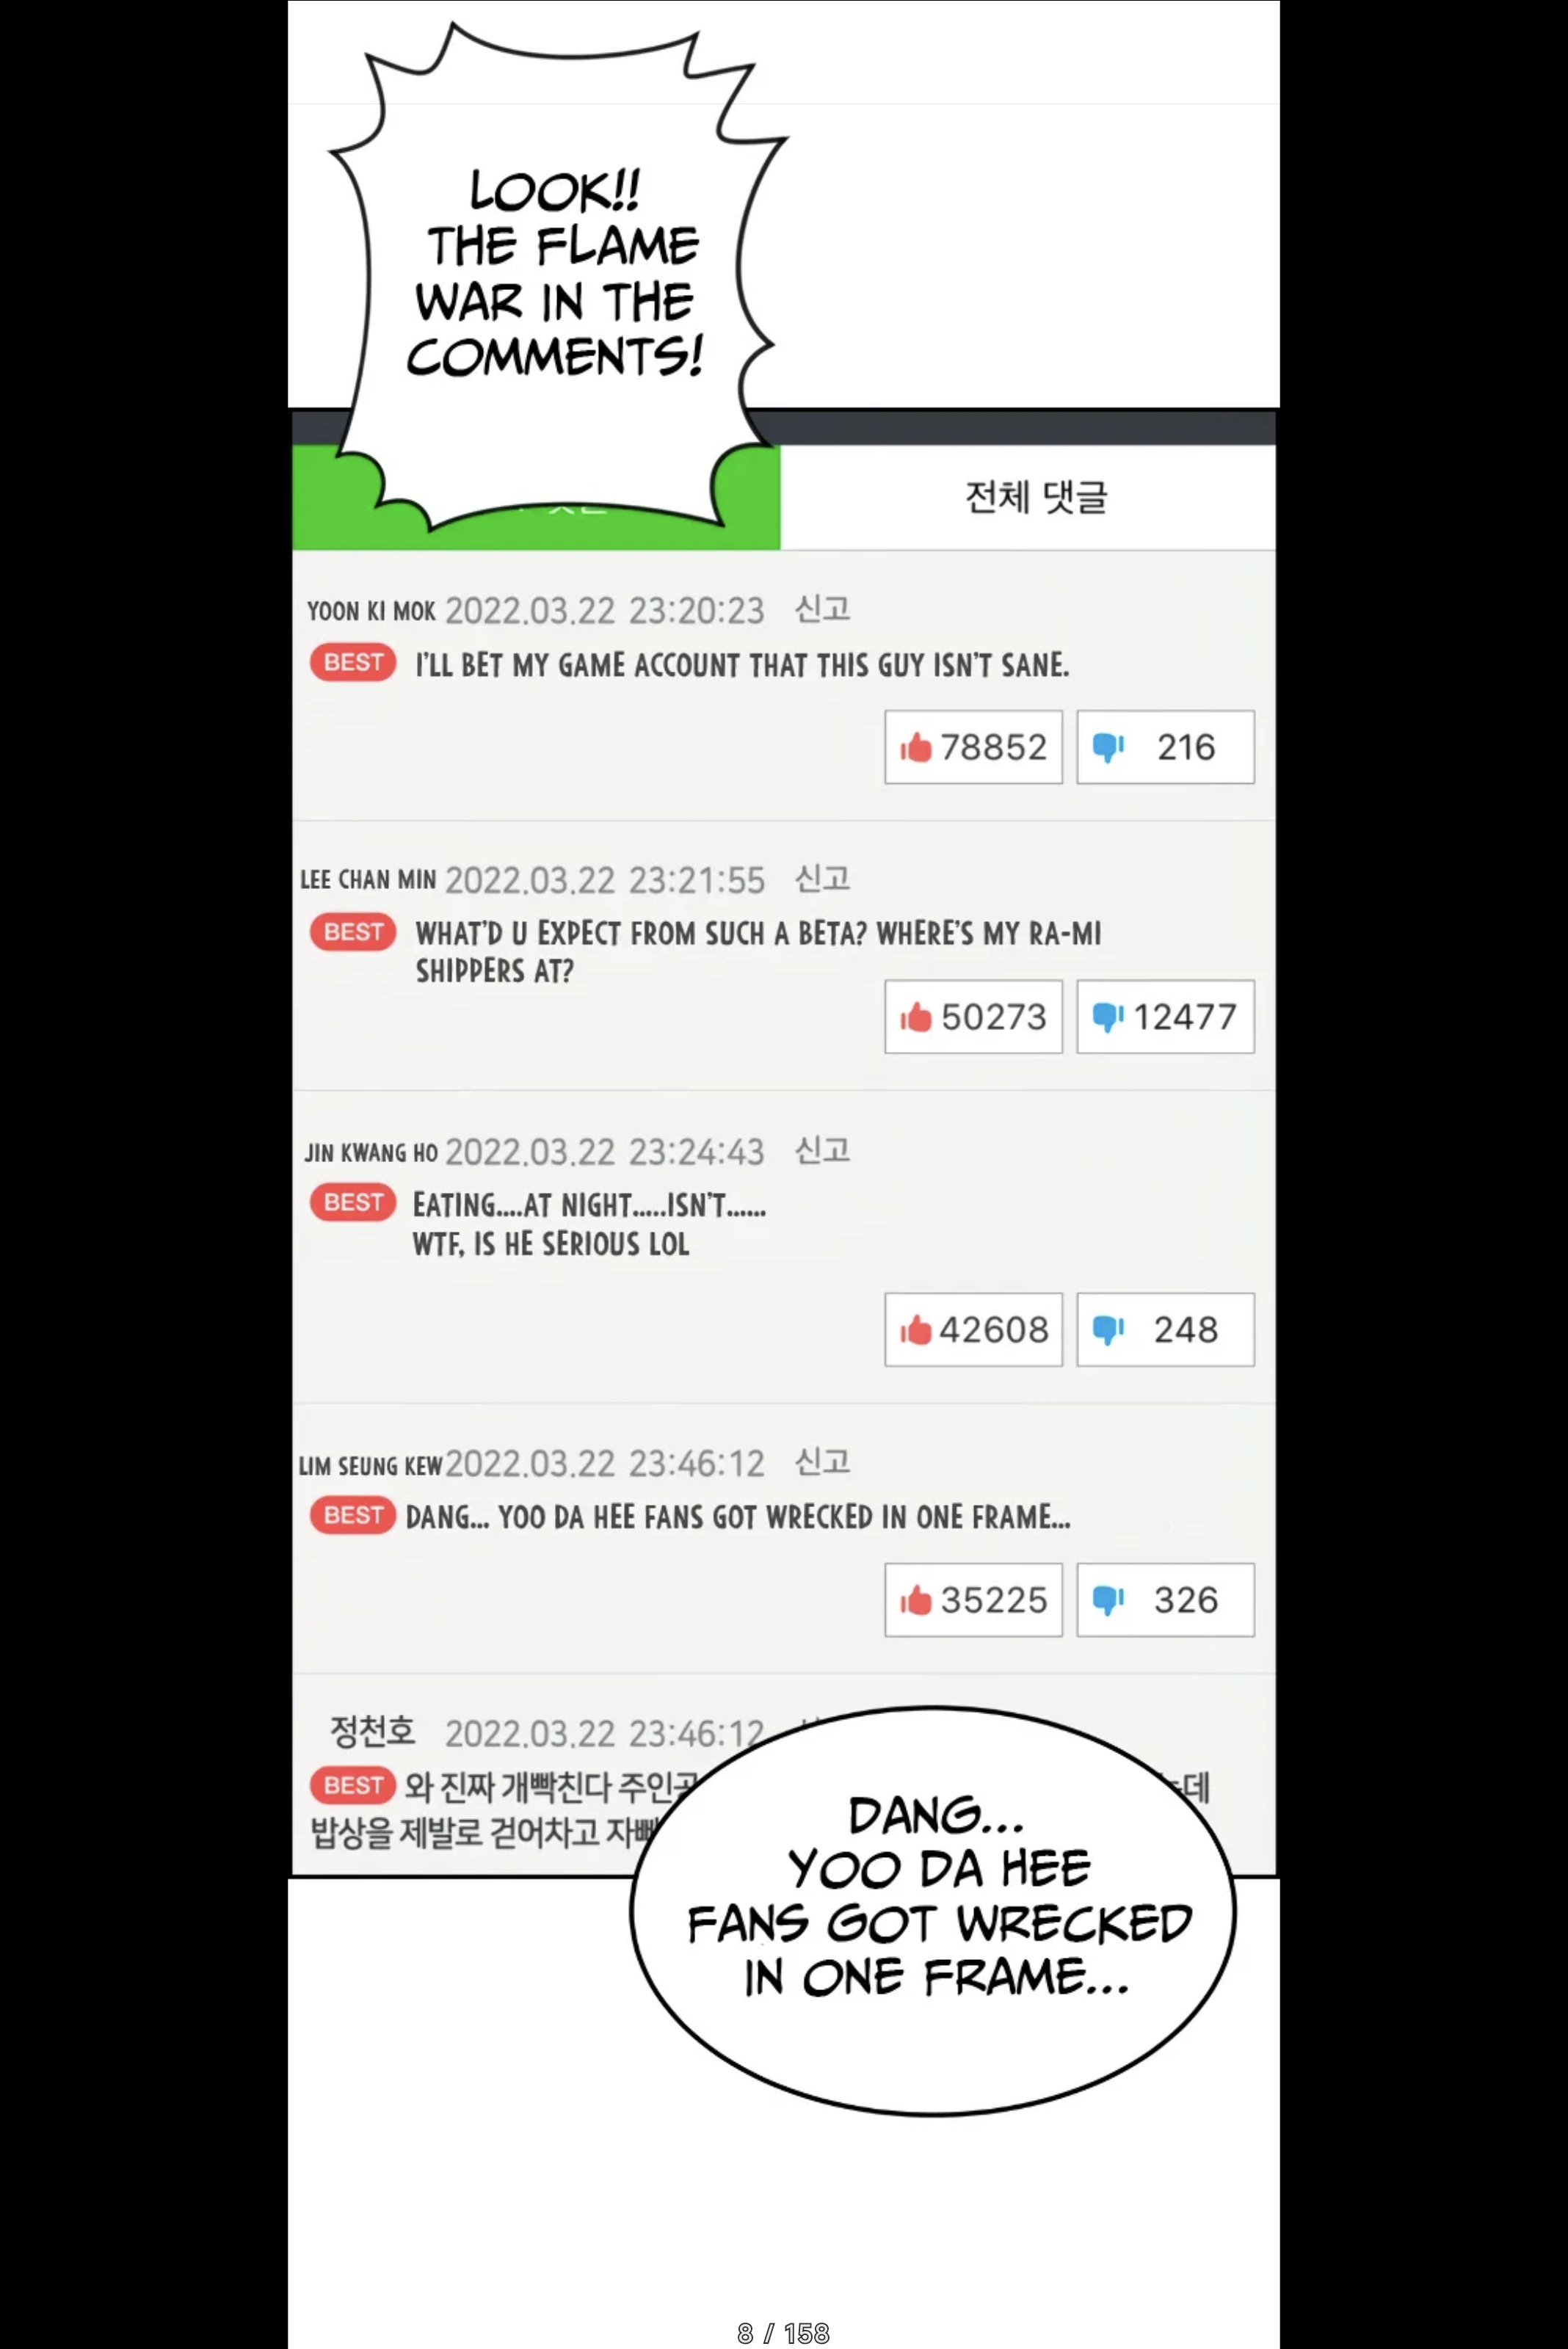 LOOK!!
THE FLAME
WAR IN THE
COMMENTS!
전체 댓글
YOON KI MOK 2022.03.22 23:20:23 신고
BEST I'LL BET MY GAME ACCOUNT THAT THIS GUY ISN'T SANE.
78852 216
LEE CHAN MIN 2022.03.22 23:21:55 신고
BEST WHAT'D U EXPECT FROM SUCH A BETA? WHERE'S MY RA-MI
SHIPPERS AT?
50273 12477
JIN KWANG HO 2022.03.22 23:24:43 신고
BEST EATING....AT NIGHT.....ISN'T......
WTF, IS HE SERIOUS LOL
42608 248
LIM SEUNG KEW 2022.03.22 23:46:12 신고
BEST DANG... YOO DA HEE FANS GOT WRECKED IN ONE FRAME...
35225 326
정천호 2022.03.22 23:46:12
BEST 와 진짜 개빡친다
밥상을 제발로 걷어차고
DANG...
YOO DA HEE
FANS GOT WRECKED
IN ONE FRAME...
8 / 158